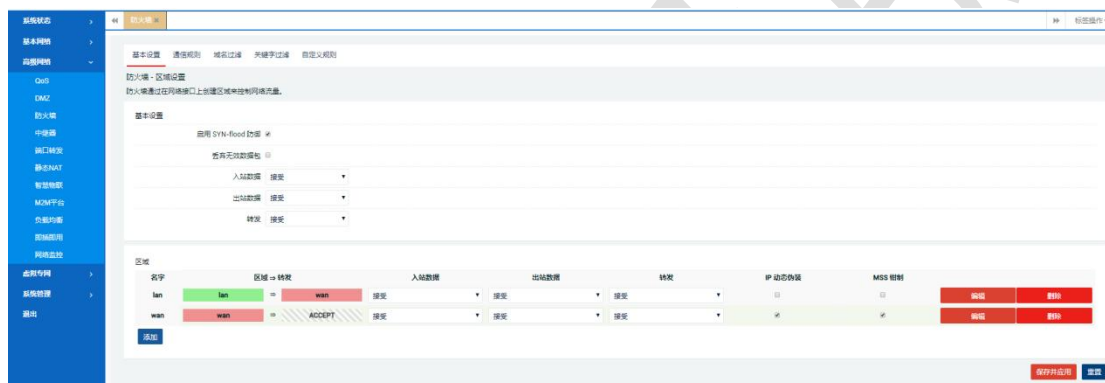 系统状态
防火墙
标签操作
基本网络
高级网络
基本设置 通信规则 域名过滤 关键字过滤 自定义规则
QoS
防火墙 - 区域设置
DMZ
防火墙通过在网络接口上创建区域来控制网络流量。
防火墙
基本设置
中继器
启用 SYN-flood 防御
端口转发
丢弃无效数据包
静态NAT
智慧物联
入站数据 接受
M2M平台
出站数据 接受
负载均衡
转发 接受
即插即用
网络监控
区域
虚拟专网
名字 区域 ⇒ 转发 入站数据 出站数据 转发 IP 动态伪装 MSS 钳制
系统管理
lan lan ⇒ wan 接受 接受 接受 编辑 删除
退出
wan wan ⇒ ACCEPT 接受 接受 接受 编辑 删除
添加
保存并应用 重置